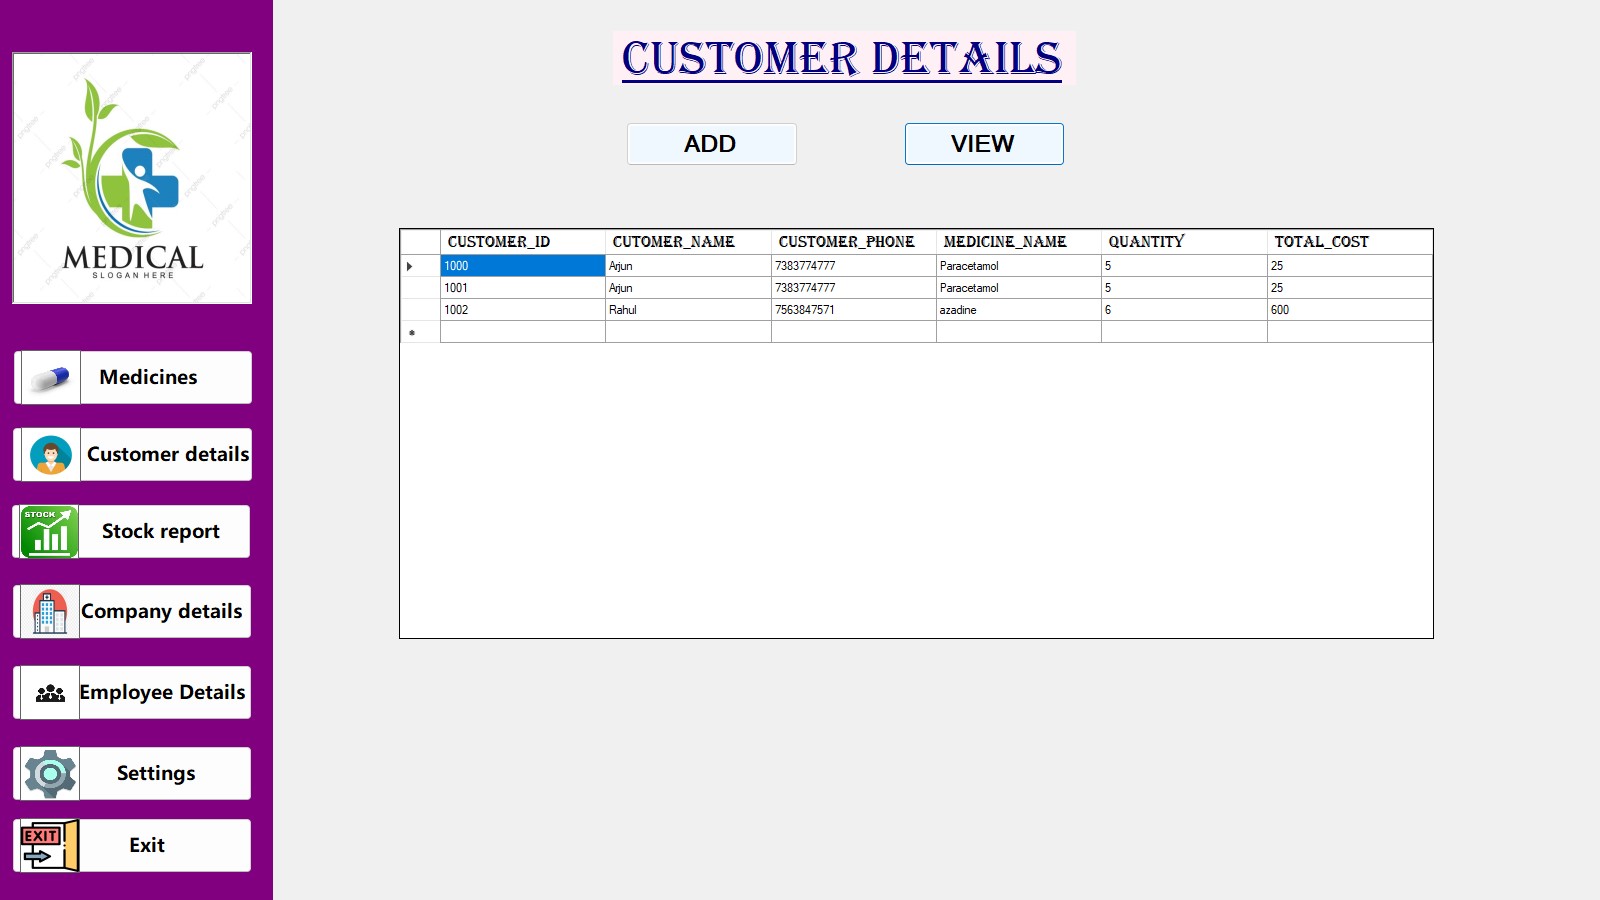 CUSTOMER DETAILS
ADD VIEW
pngtree
MEDICAL
SLOGAN HERE
CUSTOMER_ID CUTOMER_NAME CUSTOMER_PHONE MEDICINE_NAME QUANTITY TOTAL_COST
1000 Arjun 7383774777 Paracetamol 5 25
1001 Arjun 7383774777 Paracetamol 5 25
1002 Rahul 7563847571 azadine 6 600
Medicines
Customer details
STOCK
Stock report
Company details
Employee Details
Settings
EXIT
Exit